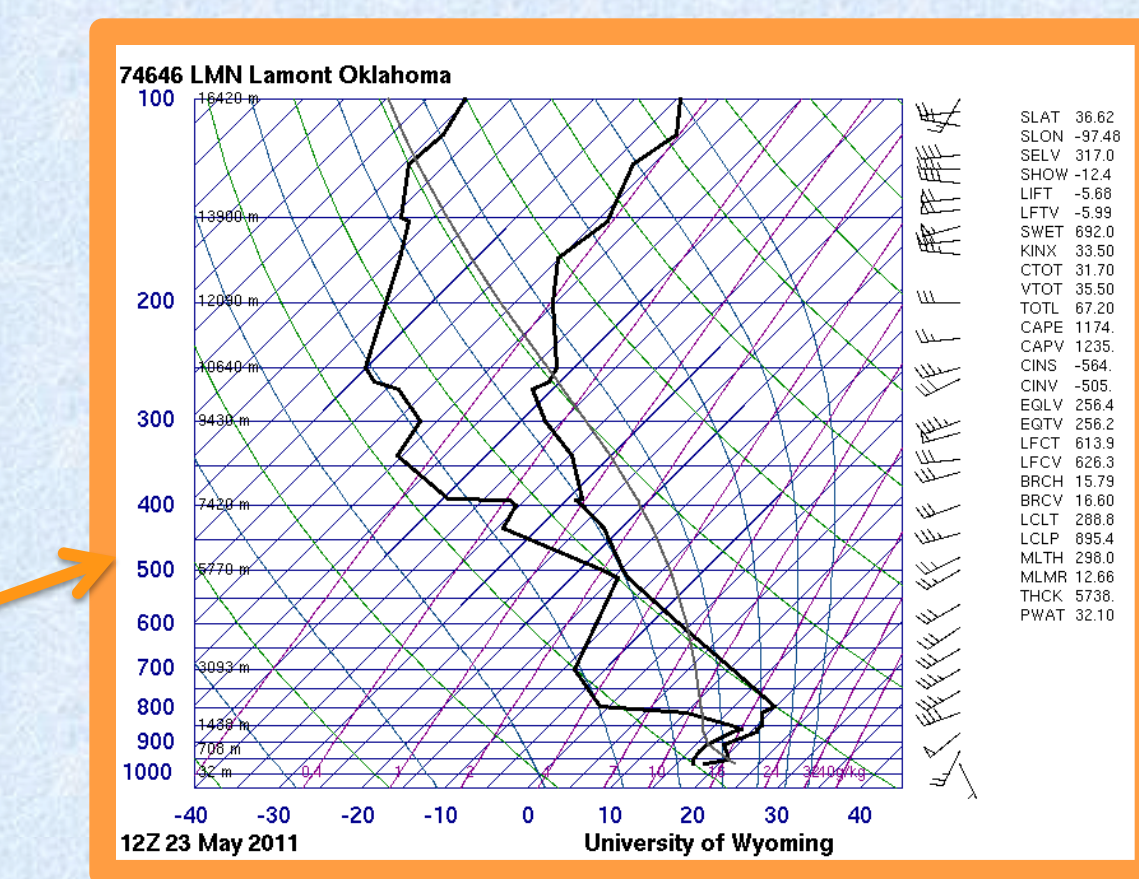 74646 LMN Lamont Oklahoma
100
16420 m
13900 m
200
12090 m
10640 m
300
9430 m
400
7420 m
500
5770 m
600
700
3093 m
800
1438 m
900
708 m
1000
32 m
0.4
1
2
4
7
10
16
24
32
40g/kg
-40
-30
-20
-10
0
10
20
30
40
12Z 23 May 2011
University of Wyoming
SLAT 36.62
SLON -97.48
SELV 317.0
SHOW -12.4
LIFT -5.68
LFTV -5.99
SWET 692.0
KINX 33.50
CTOT 31.70
VTOT 35.50
TOTL 67.20
CAPE 1174.
CAPV 1235.
CINS -564.
CINV -505.
EQLV 256.4
EQTV 256.2
LFCT 613.9
LFCV 626.3
BRCH 15.79
BRCV 16.60
LCLT 288.8
LCLP 895.4
MLTH 298.0
MLMR 12.66
THCK 5738.
PWAT 32.10